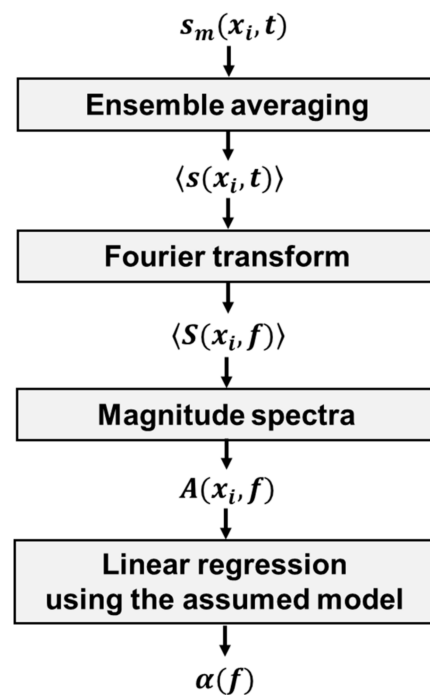 s_m(x_i, t)
Ensemble averaging
⟨s(x_i, t)⟩
Fourier transform
⟨S(x_i, f)⟩
Magnitude spectra
A(x_i, f)
Linear regression
using the assumed model
α(f)